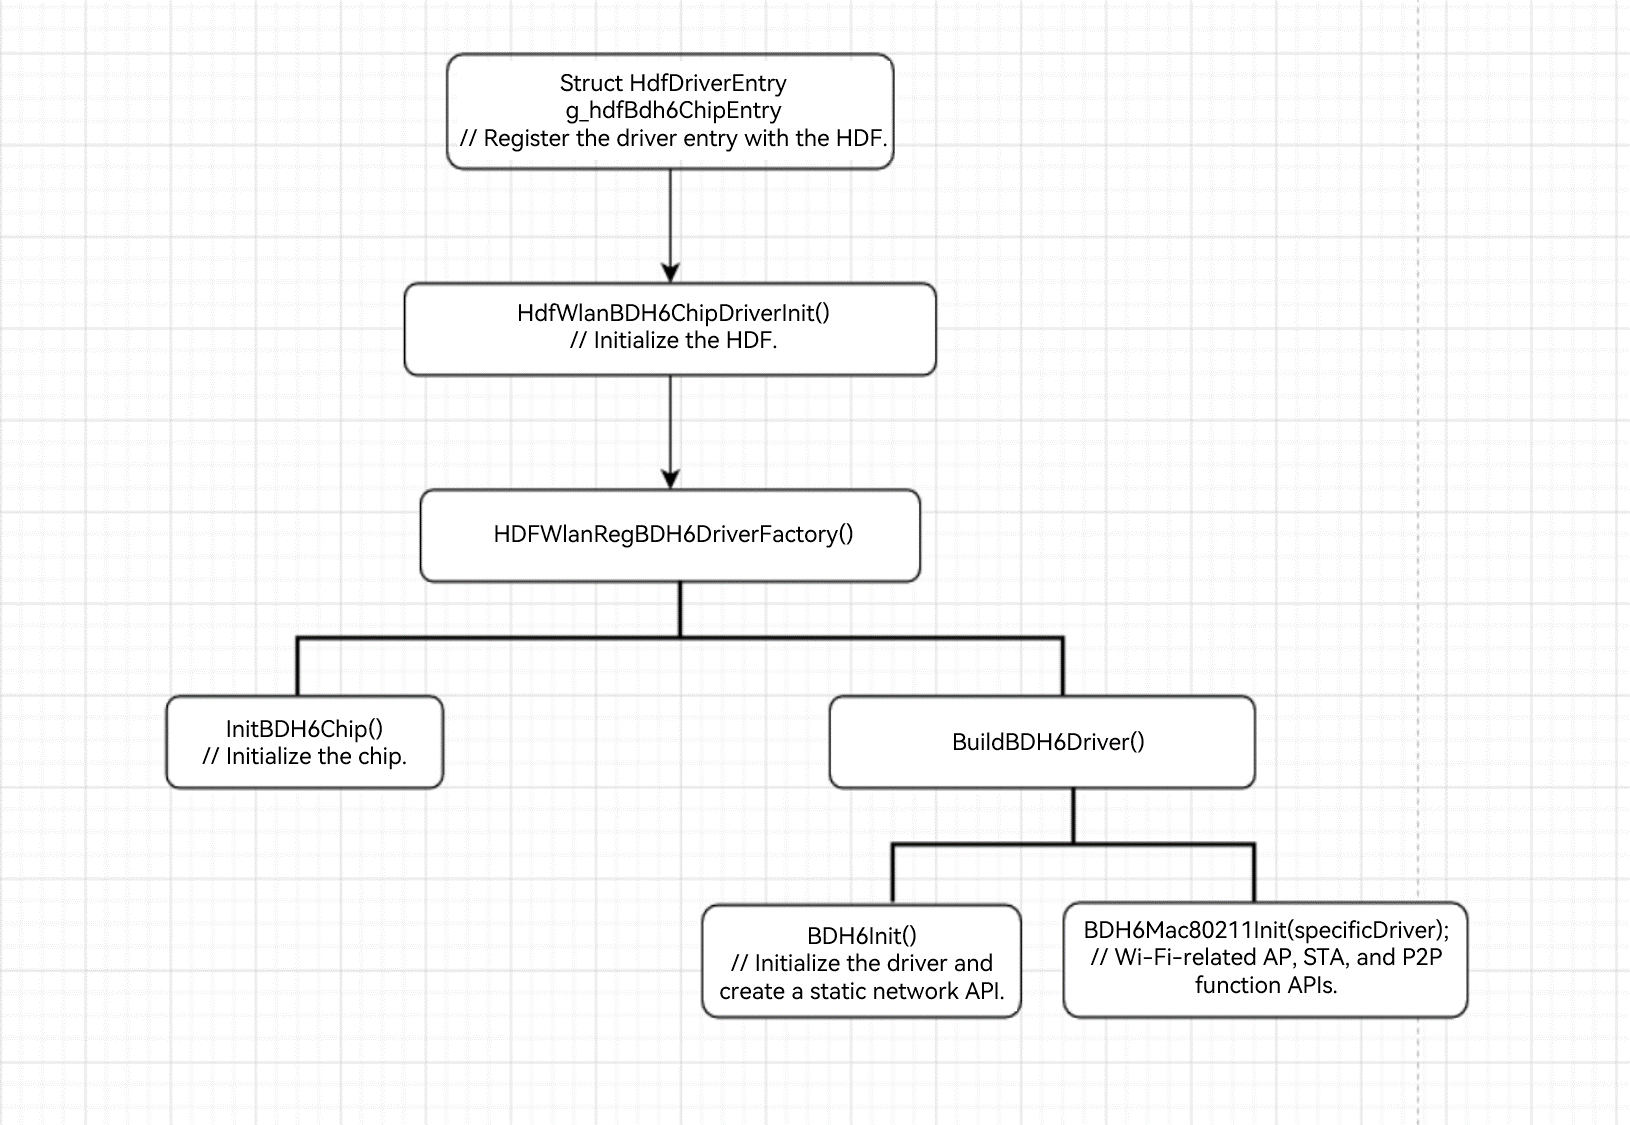 Struct HdfDriverEntry
g_hdfBdh6ChipEntry
// Register the driver entry with the HDF.
HdfWlanBDH6ChipDriverInit()
// Initialize the HDF.
HDFWlanRegBDH6DriverFactory()
InitBDH6Chip()
// Initialize the chip.
BuildBDH6Driver()
BDH6Init()
// Initialize the driver and
create a static network API.
BDH6Mac80211Init(specificDriver);
// Wi-Fi-related AP, STA, and P2P
function APIs.